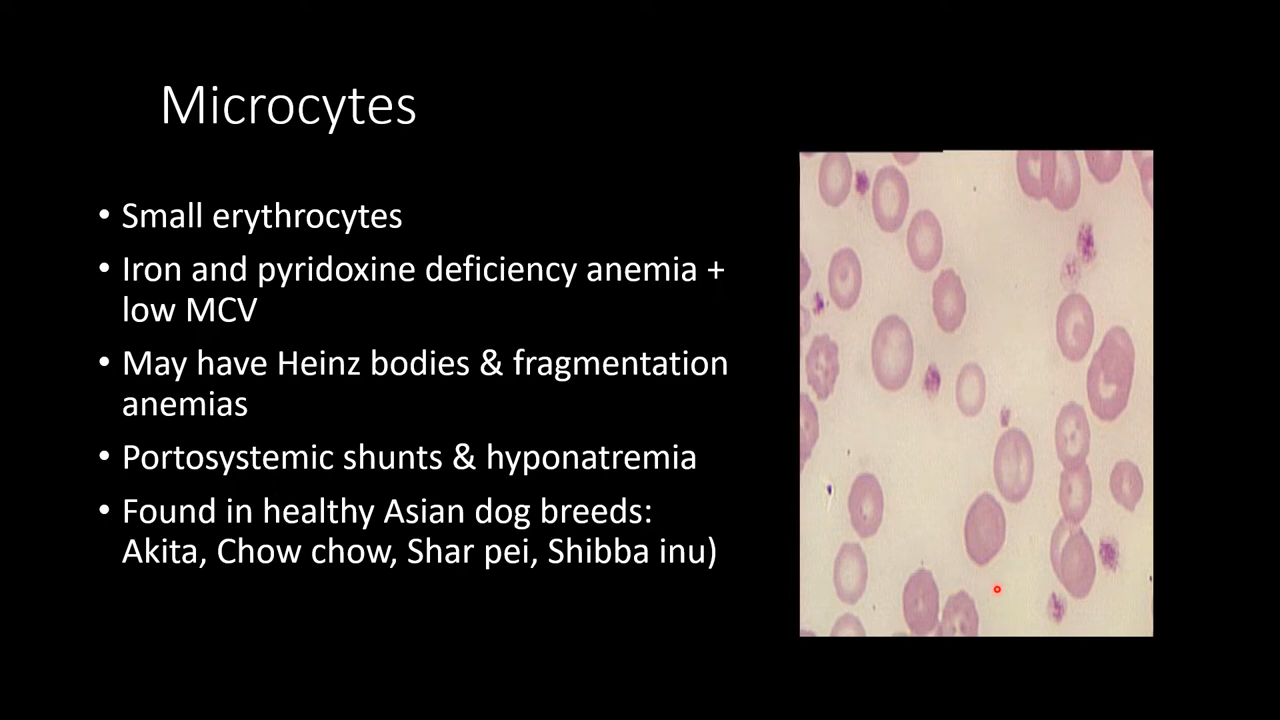 Microcytes
• Small erythrocytes
• Iron and pyridoxine deficiency anemia +
low MCV
• May have Heinz bodies & fragmentation
anemias
• Portosystemic shunts & hyponatremia
• Found in healthy Asian dog breeds:
Akita, Chow chow, Shar pei, Shibba inu)